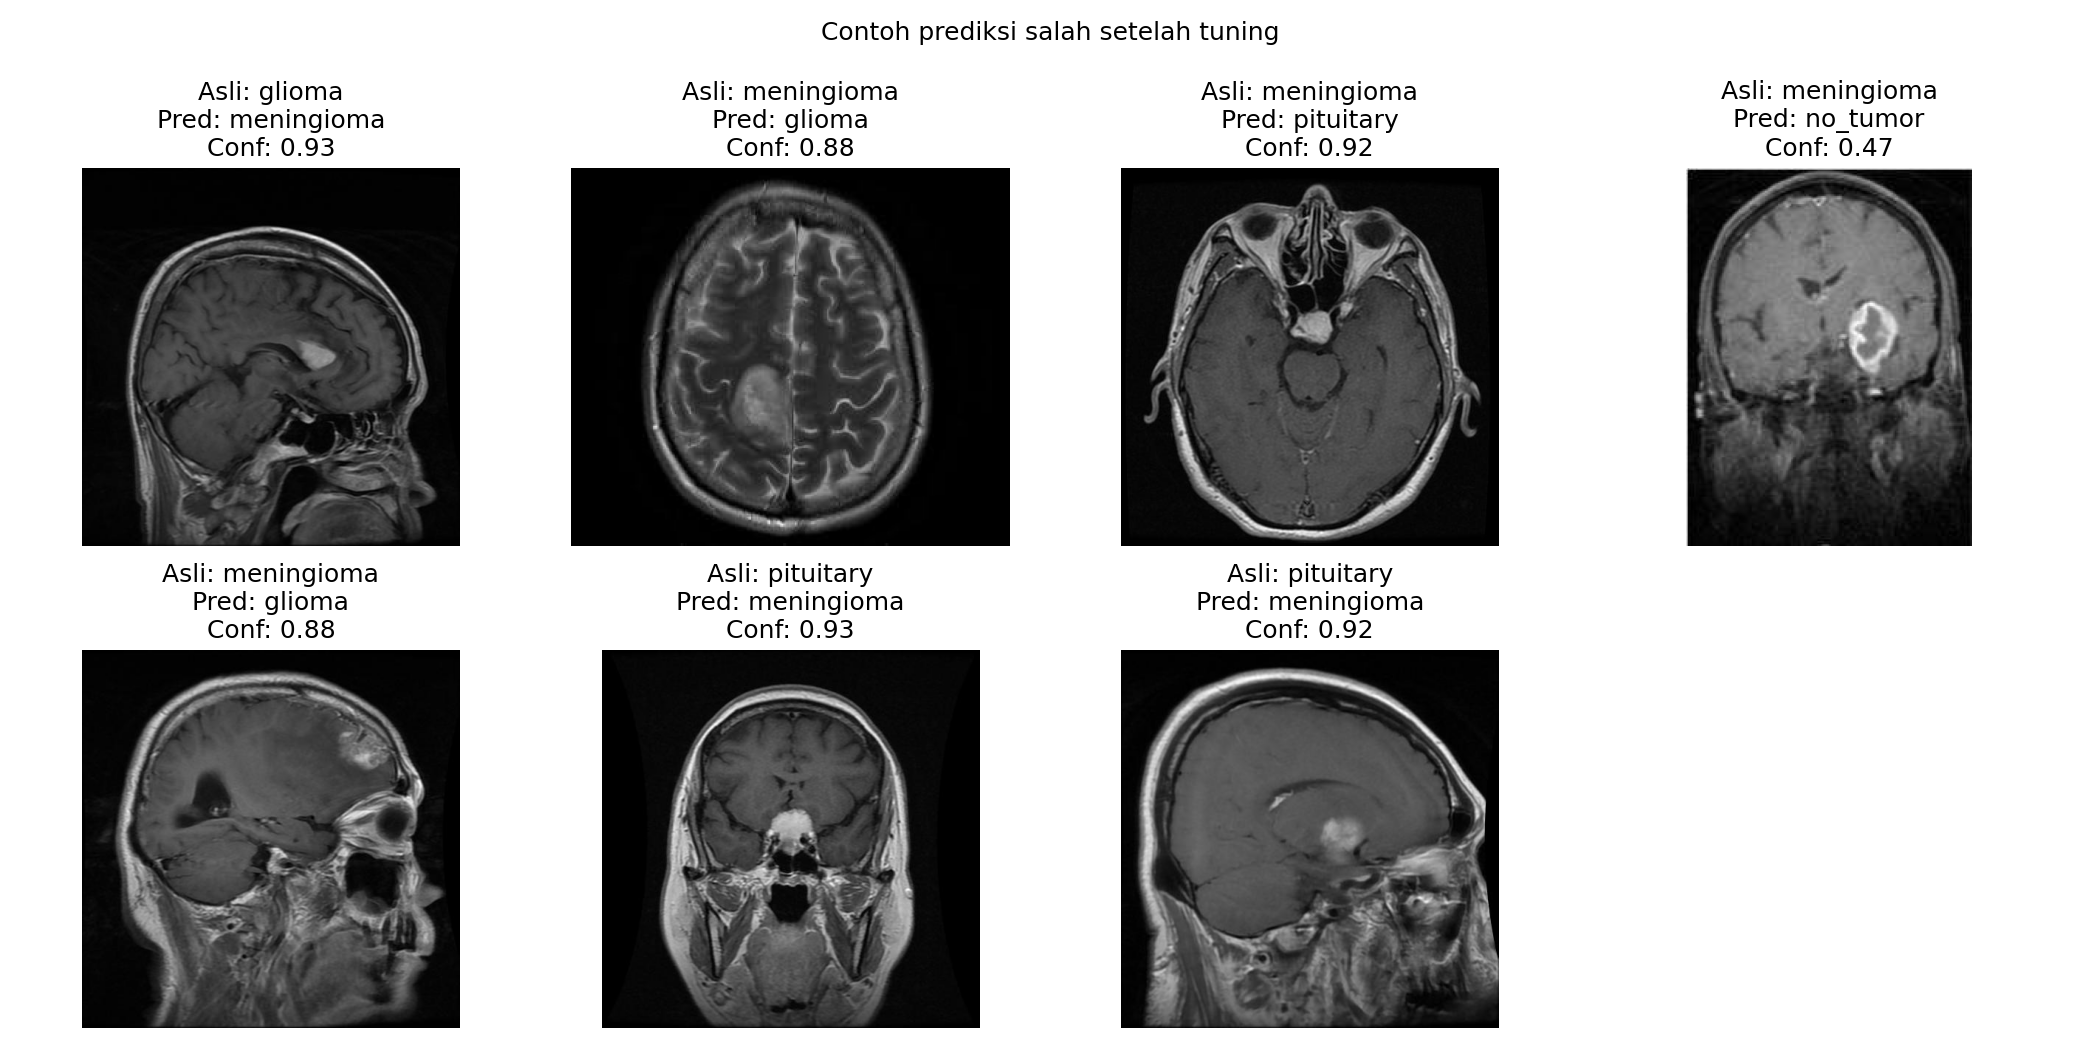 Contoh prediksi salah setelah tuning
Asli: glioma
Pred: meningioma
Conf: 0.93
Asli: meningioma
Pred: glioma
Conf: 0.88
Asli: meningioma
Pred: pituitary
Conf: 0.92
Asli: meningioma
Pred: no_tumor
Conf: 0.47
Asli: meningioma
Pred: glioma
Conf: 0.88
Asli: pituitary
Pred: meningioma
Conf: 0.93
Asli: pituitary
Pred: meningioma
Conf: 0.92